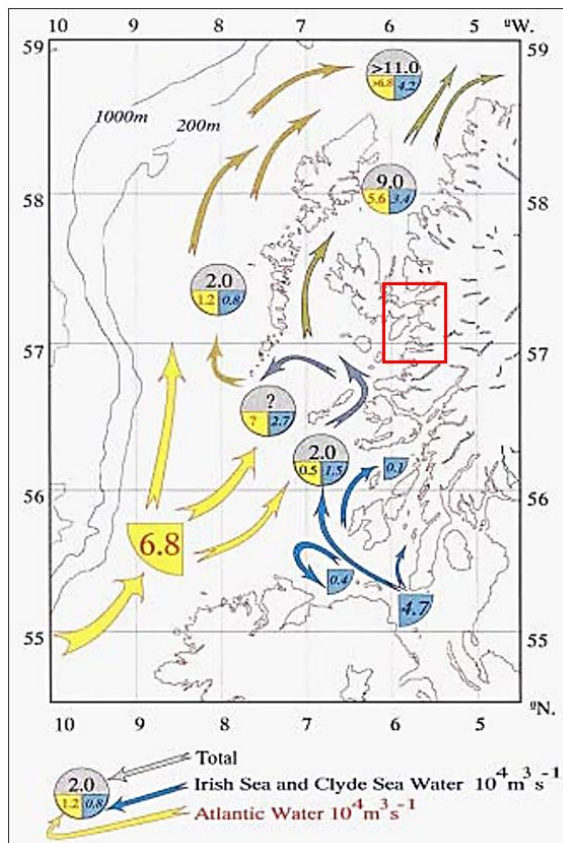 10 9 8 7 6 5 ºW.
59 59
>11.0
>6.8 4.2
1000m
200m
58 58
9.0
5.6 3.4
2.0
1.2 0.8
57 57
?
? 2.7
2.0
0.5 1.5
0.1
56 56
6.8
0.4
4.7
55 55
ºN.
10 9 8 7 6 5
Total
2.0
Irish Sea and Clyde Sea Water 10⁴m³s⁻¹
1.2 0.8
Atlantic Water 10⁴m³s⁻¹